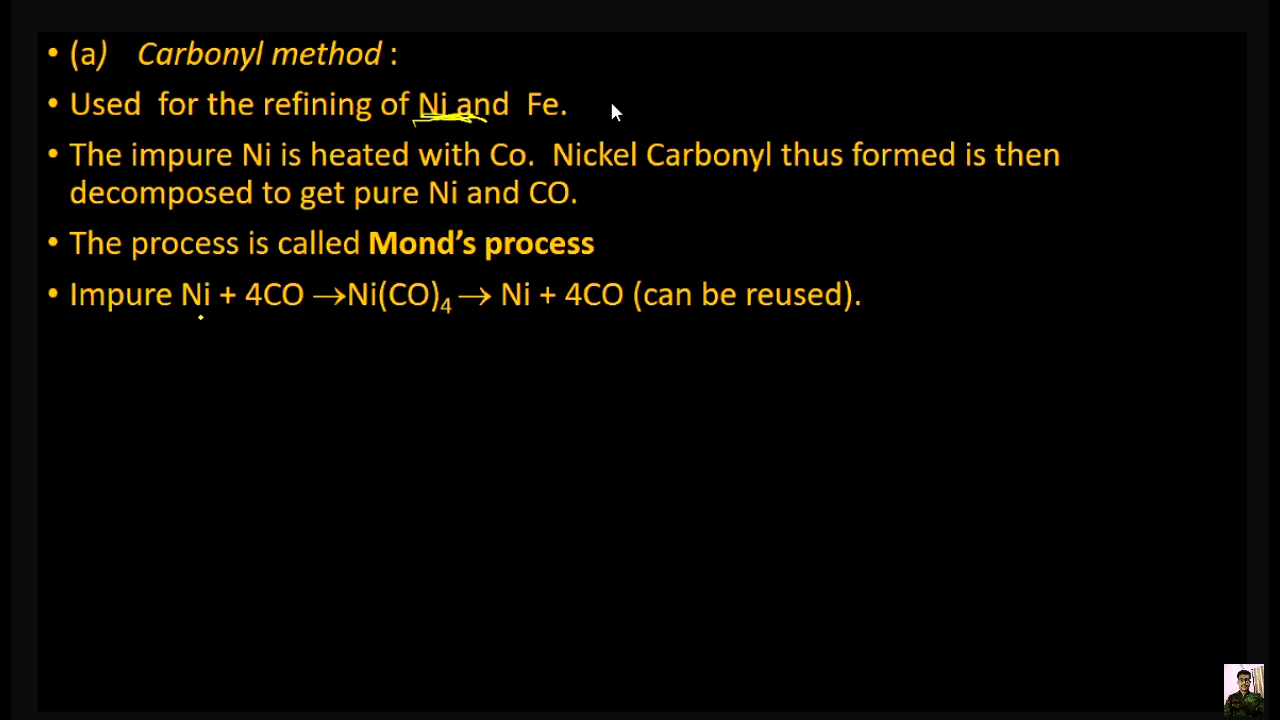 • (a) Carbonyl method :
• Used for the refining of Ni and Fe.
• The impure Ni is heated with Co. Nickel Carbonyl thus formed is then
decomposed to get pure Ni and CO.
• The process is called Mond’s process
• Impure Ni + 4CO →Ni(CO)₄ → Ni + 4CO (can be reused).